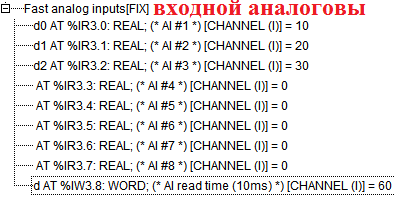 Fast analog inputs[FIX] входной аналоговы
d0 AT %IR3.0: REAL; (* AI #1 *) [CHANNEL (I)] = 10
d1 AT %IR3.1: REAL; (* AI #2 *) [CHANNEL (I)] = 20
d2 AT %IR3.2: REAL; (* AI #3 *) [CHANNEL (I)] = 30
AT %IR3.3: REAL; (* AI #4 *) [CHANNEL (I)] = 0
AT %IR3.4: REAL; (* AI #5 *) [CHANNEL (I)] = 0
AT %IR3.5: REAL; (* AI #6 *) [CHANNEL (I)] = 0
AT %IR3.6: REAL; (* AI #7 *) [CHANNEL (I)] = 0
AT %IR3.7: REAL; (* AI #8 *) [CHANNEL (I)] = 0
d AT %IW3.8: WORD; (* AI read time (10ms) *) [CHANNEL (I)] = 60